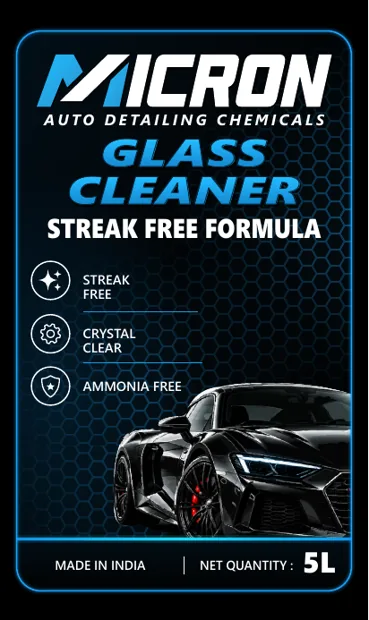 MICRON
AUTO DETAILING CHEMICALS
GLASS
CLEANER
STREAK FREE FORMULA
STREAK
FREE
CRYSTAL
CLEAR
AMMONIA FREE
MADE IN INDIA | NET QUANTITY : 5L